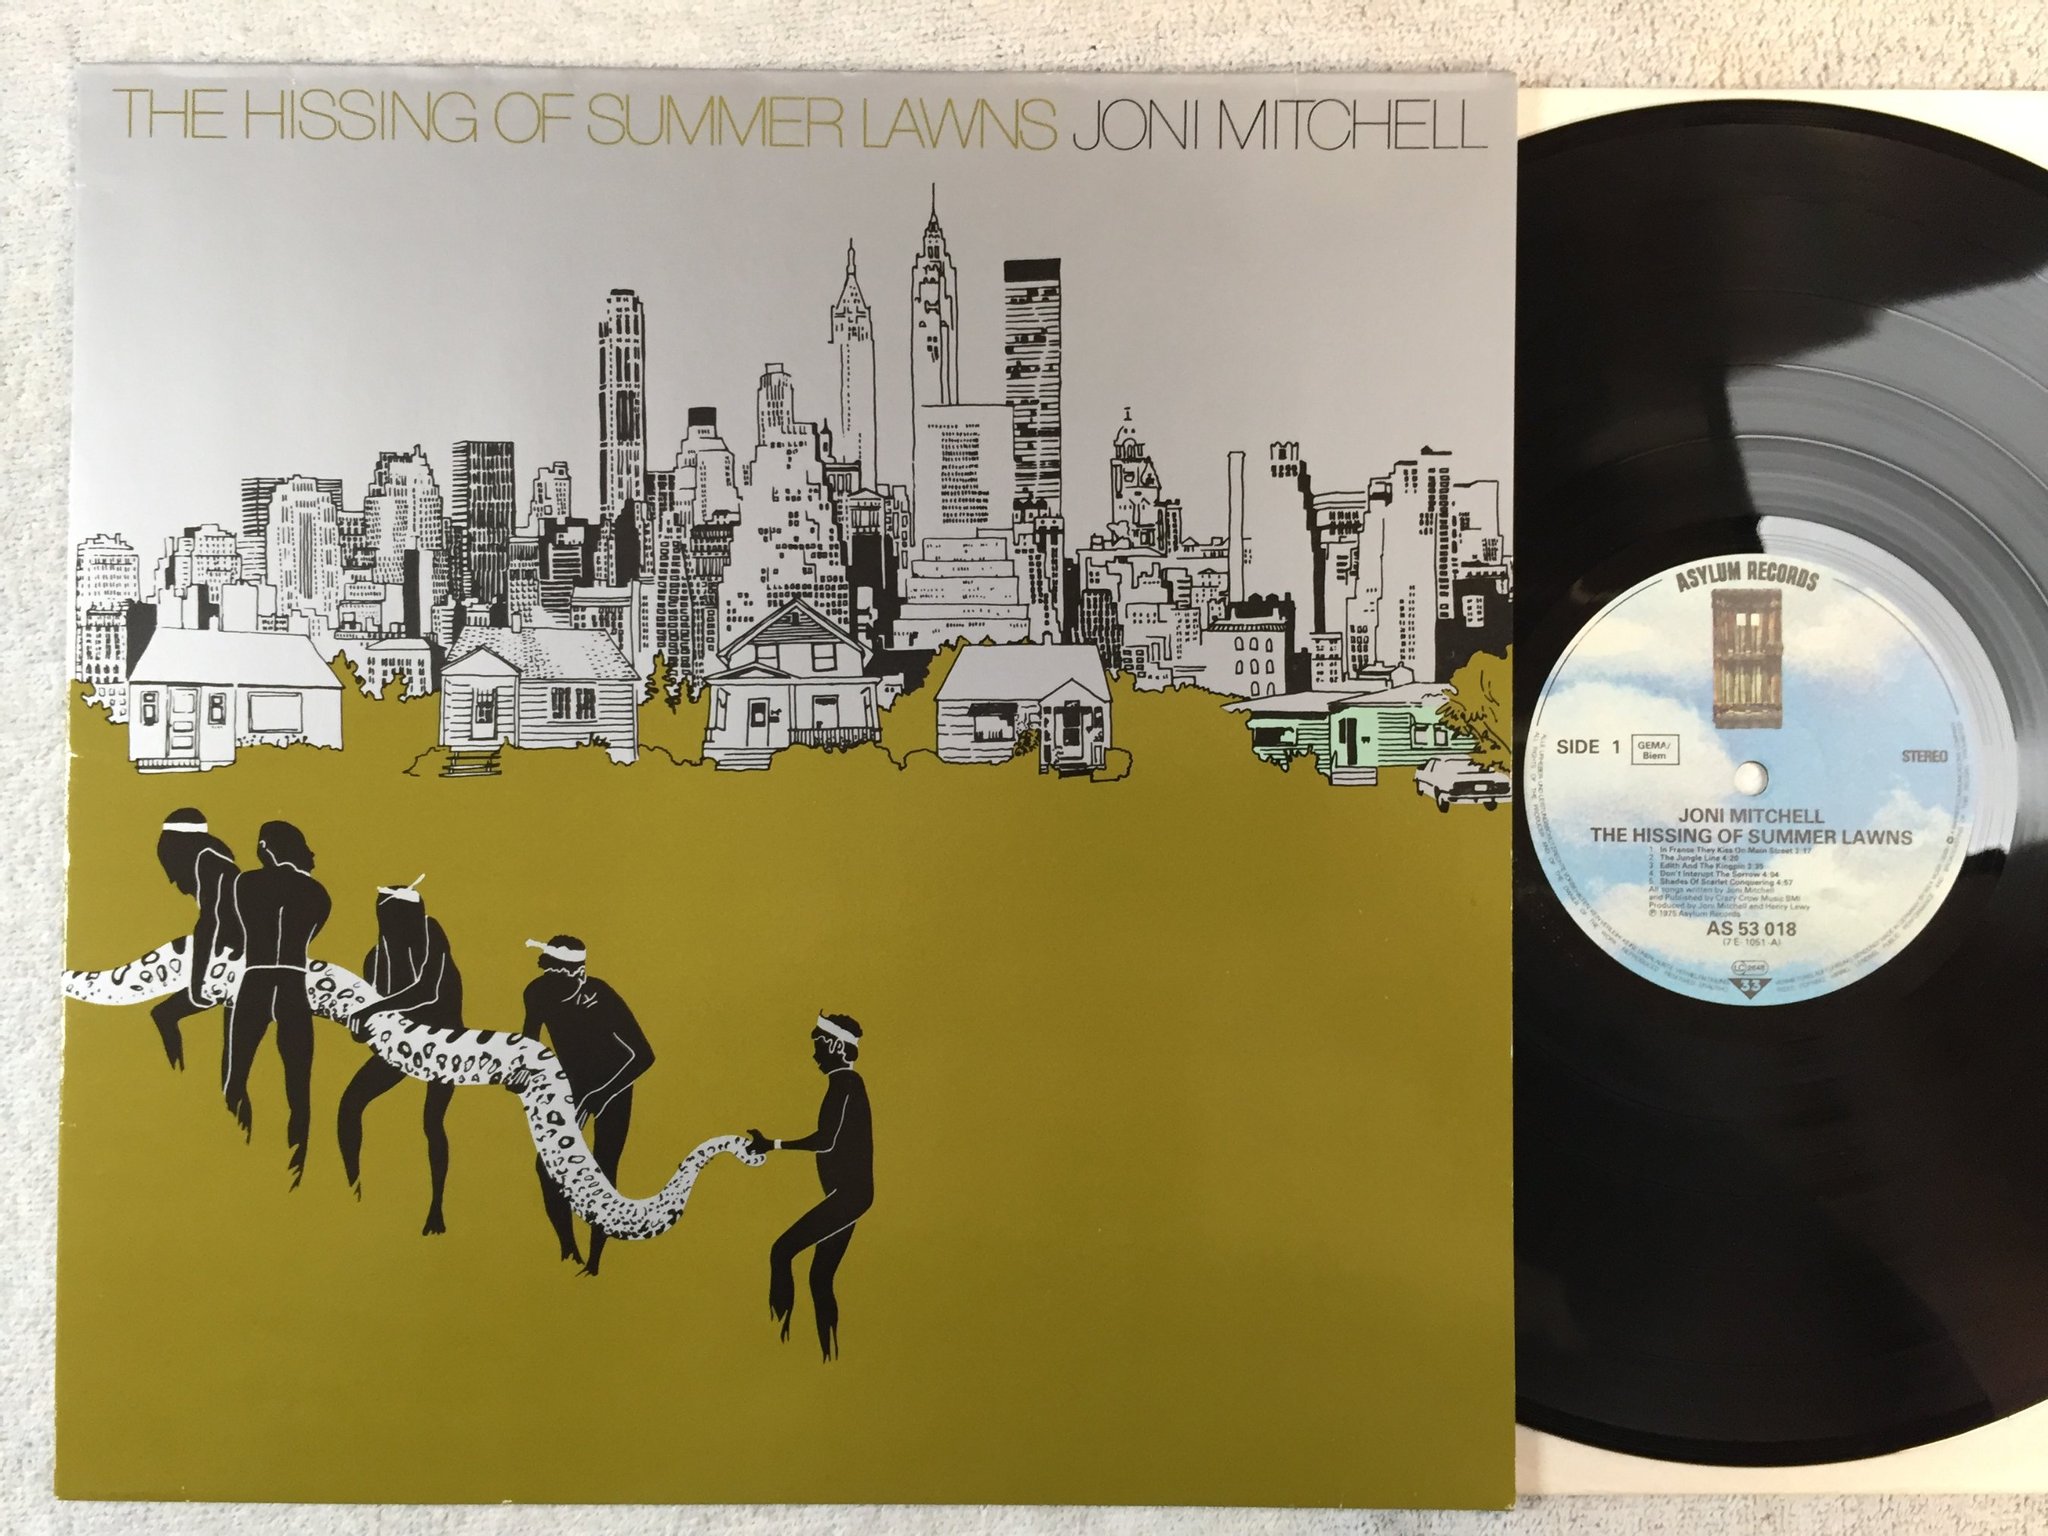 THE HISSING OF SUMMER LAWNS JONI MITCHELL
ASYLUM RECORDS
SIDE 1
GEMA/
Biem
STEREO
JONI MITCHELL
THE HISSING OF SUMMER LAWNS
1. In France They Kiss On Main Street 3:17
2. The Jungle Line 4:20
3. Edith And The Kingpin 3:35
4. Don't Interupt The Sorrow 4:04
5. Shades Of Scarlet Conquering 4:57
All songs written by Joni Mitchell
and Published by Crazy Crow Music BMI
Produced by Joni Mitchell and Henry Lewy
℗ 1975 Asylum Records
AS 53 018
(7 E- 1051 -A)
LC 2648
33